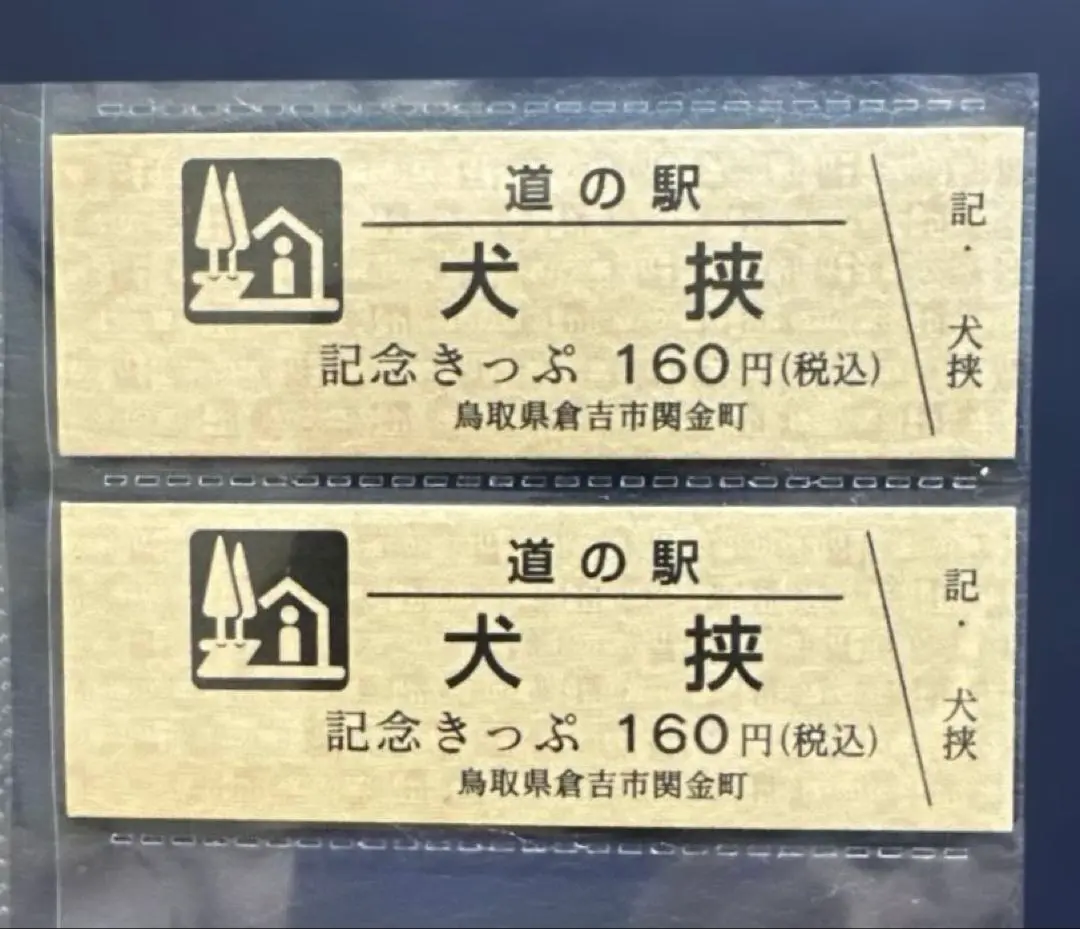 道の駅
犬挟
記念きっぷ 160円(税込)
鳥取県倉吉市関金町
記・犬挟
道の駅
犬挟
記念きっぷ 160円(税込)
鳥取県倉吉市関金町
記・犬挟